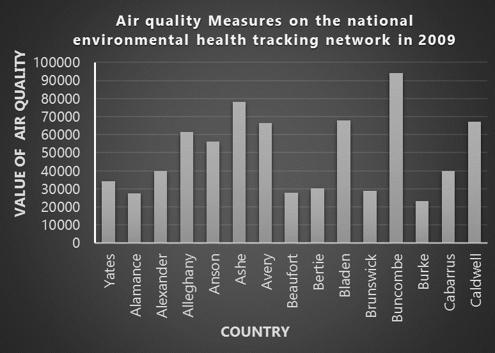 Air quality Measures on the national
environmental health tracking network in 2009
VALUE OF AIR QUALITY
100000
90000
80000
70000
60000
50000
40000
30000
20000
10000
0
Yates
Alamance
Alexander
Alleghany
Anson
Ashe
Avery
Beaufort
Bertie
Bladen
Brunswick
Buncombe
Burke
Cabarrus
Caldwell
COUNTRY